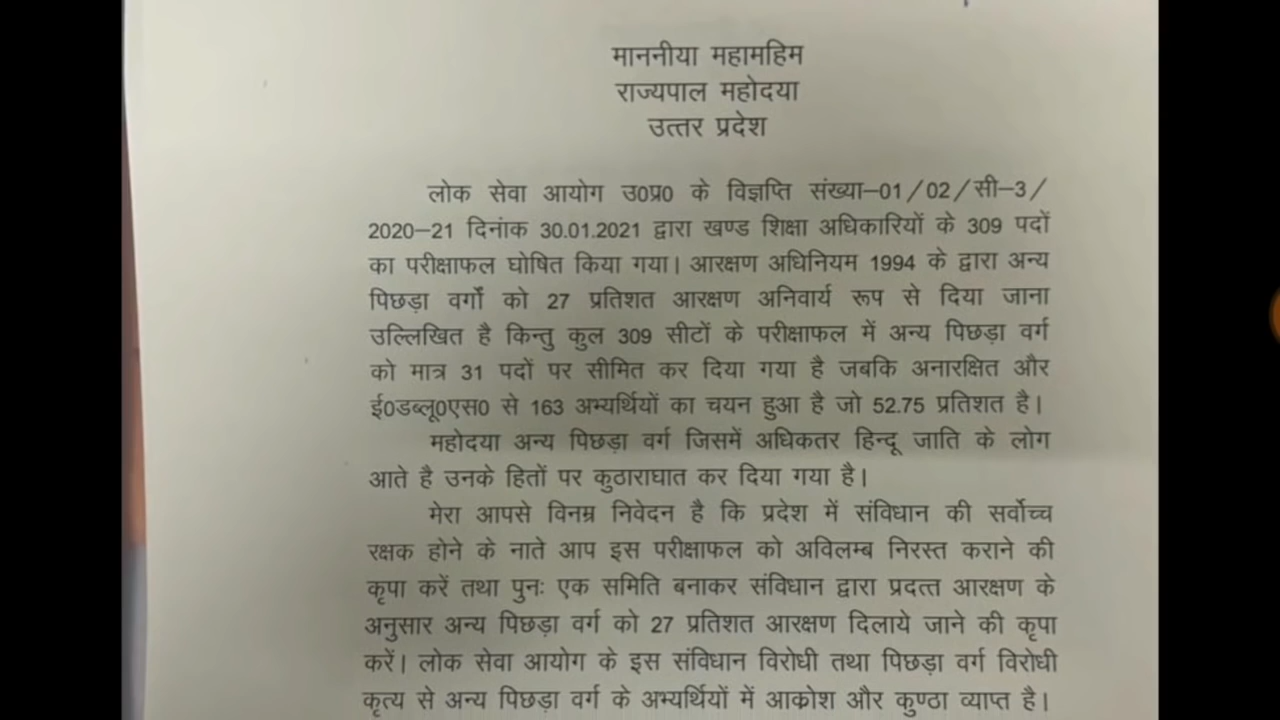 माननीया महामहिम
राज्यपाल महोदया
उत्तर प्रदेश
लोक सेवा आयोग उ0प्र0 के विज्ञप्ति संख्या–01/02/सी–3/
2020–21 दिनांक 30.01.2021 द्वारा खण्ड शिक्षा अधिकारियों के 309 पदों
का परीक्षाफल घोषित किया गया। आरक्षण अधिनियम 1994 के द्वारा अन्य
पिछड़ा वर्गों को 27 प्रतिशत आरक्षण अनिवार्य रूप से दिया जाना
उल्लिखित है किन्तु कुल 309 सीटों के परीक्षाफल में अन्य पिछड़ा वर्ग
को मात्र 31 पदों पर सीमित कर दिया गया है जबकि अनारक्षित और
ई0डब्लू0एस0 से 163 अभ्यर्थियों का चयन हुआ है जो 52.75 प्रतिशत है।
महोदया अन्य पिछड़ा वर्ग जिसमें अधिकतर हिन्दू जाति के लोग
आते है उनके हितों पर कुठाराघात कर दिया गया है।
मेरा आपसे विनम्र निवेदन है कि प्रदेश में संविधान की सर्वोच्च
रक्षक होने के नाते आप इस परीक्षाफल को अविलम्ब निरस्त कराने की
कृपा करें तथा पुनः एक समिति बनाकर संविधान द्वारा प्रदत्त आरक्षण के
अनुसार अन्य पिछड़ा वर्ग को 27 प्रतिशत आरक्षण दिलाये जाने की कृपा
करें। लोक सेवा आयोग के इस संविधान विरोधी तथा पिछड़ा वर्ग विरोधी
कृत्य से अन्य पिछड़ा वर्ग के अभ्यर्थियों में आक्रोश और कुण्ठा व्याप्त है।